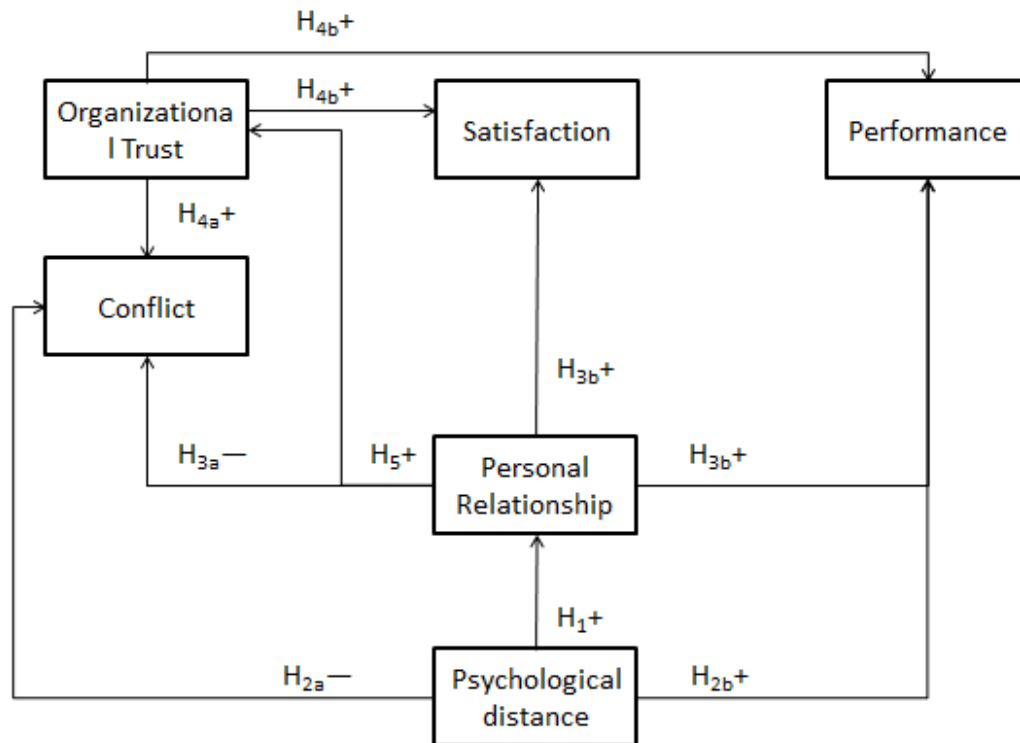 H4b+
H4b+
Organizationa
l Trust
Satisfaction
Performance
H4a+
Conflict
H3b+
H3a—
H5+
Personal
Relationship
H3b+
H1+
H2a—
Psychological
distance
H2b+